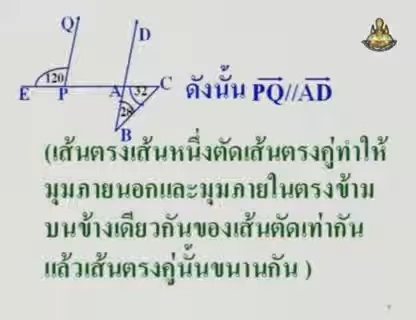 Q
D
120
32
E P A C
28
B
ดังนั้น PQ//AD
(เส้นตรงเส้นหนึ่งตัดเส้นตรงคู่ทำให้
มุมภายนอกและมุมภายในตรงข้าม
บนข้างเดียวกันของเส้นตัดเท่ากัน
แล้วเส้นตรงคู่นั้นขนานกัน )